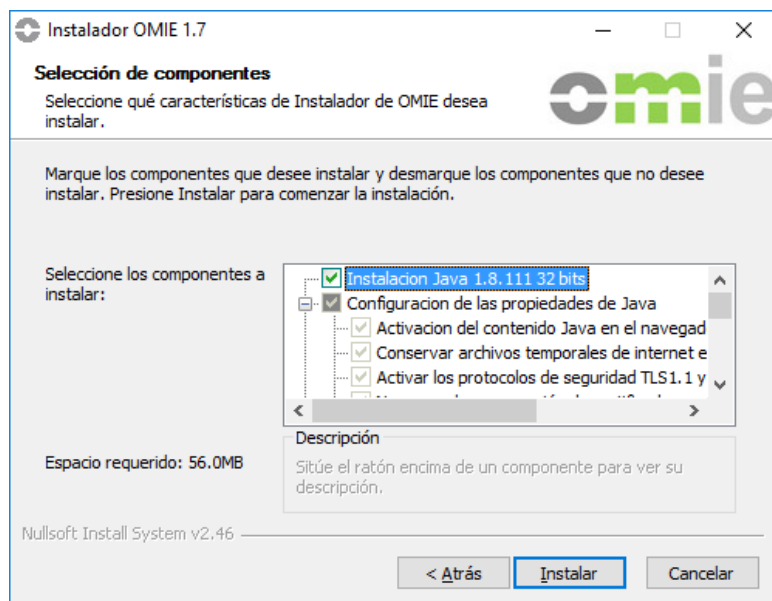 Instalador OMIE 1.7
Selección de componentes
Seleccione qué características de Instalador de OMIE desea
instalar.
omie
Marque los componentes que desee instalar y desmarque los componentes que no desee
instalar. Presione Instalar para comenzar la instalación.
Seleccione los componentes a
instalar:
Instalacion Java 1.8.111 32 bits
Configuracion de las propiedades de Java
Activacion del contenido Java en el navegad
Conservar archivos temporales de internet e
Activar los protocolos de seguridad TLS1.1 y
Espacio requerido: 56.0MB
Descripción
Sitúe el ratón encima de un componente para ver su
descripción.
Nullsoft Install System v2.46
< Atrás
Instalar
Cancelar